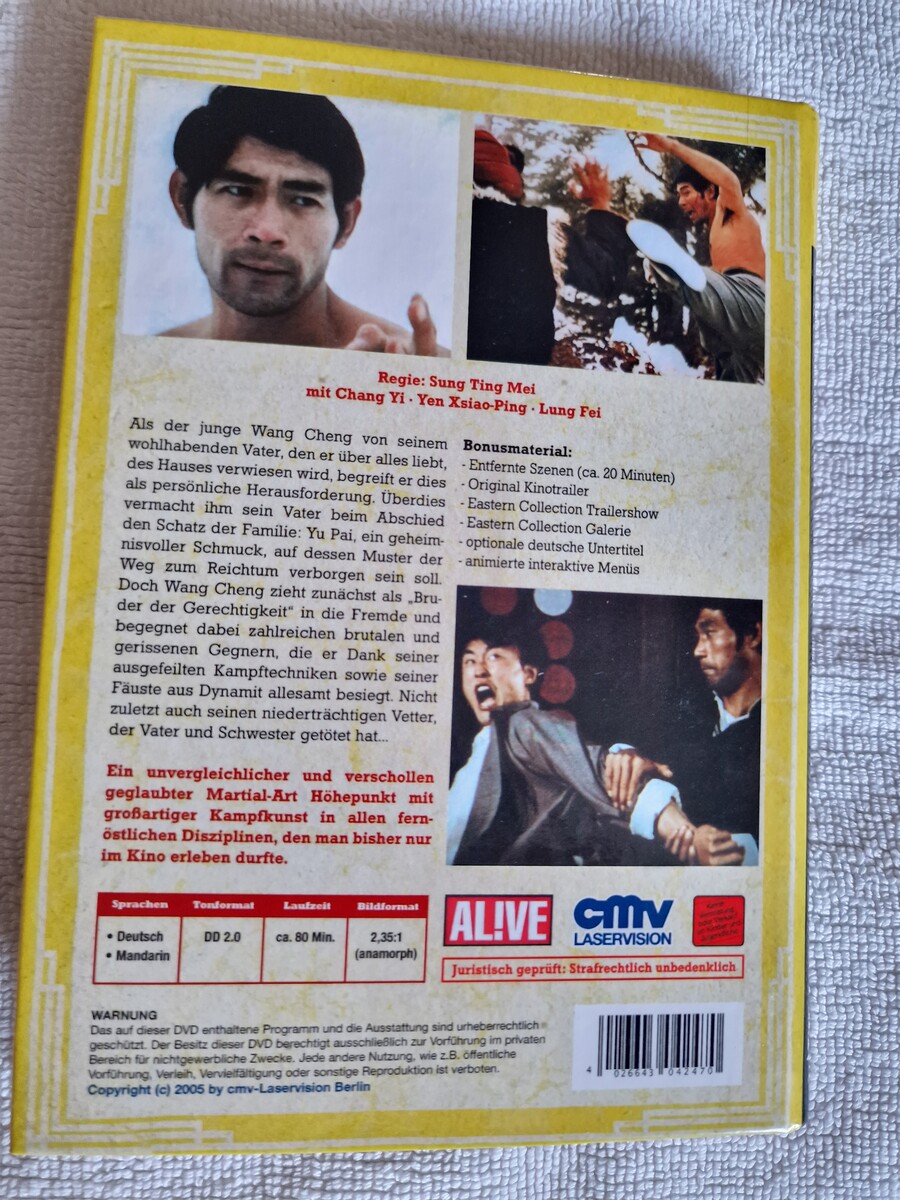 Regie: Sung Ting Mei
mit Chang Yi · Yen Xsiao-Ping · Lung Fei
Als der junge Wang Cheng von seinem
wohlhabenden Vater, den er über alles liebt,
des Hauses verwiesen wird, begreift er dies
als persönliche Herausforderung. Überdies
vermacht ihm sein Vater beim Abschied
den Schatz der Familie: Yu Pai, ein geheim-
nisvoller Schmuck, auf dessen Muster der
Weg zum Reichtum verborgen sein soll.
Doch Wang Cheng zieht zunächst als „Bru-
der der Gerechtigkeit“ in die Fremde und
begegnet dabei zahlreichen brutalen und
gerissenen Gegnern, die er Dank seiner
ausgefeilten Kampftechniken sowie seiner
Fäuste aus Dynamit allesamt besiegt. Nicht
zuletzt auch seinen niederträchtigen Vetter,
der Vater und Schwester getötet hat...
Ein unvergleichlicher und verschollen
geglaubter Martial-Art Höhepunkt mit
großartiger Kampfkunst in allen fern-
östlichen Disziplinen, den man bisher nur
im Kino erleben durfte.
Bonusmaterial:
- Entfernte Szenen (ca. 20 Minuten)
- Original Kinotrailer
- Eastern Collection Trailershow
- Eastern Collection Galerie
- optionale deutsche Untertitel
- animierte interaktive Menüs
Sprachen Tonformat Laufzeit Bildformat
• Deutsch DD 2.0 ca. 80 Min. 2,35:1
• Mandarin (anamorph)
AL!VE
cmv
LASERVISION
Juristisch geprüft: Strafrechtlich unbedenklich
WARNUNG
Das auf dieser DVD enthaltene Programm und die Ausstattung sind urheberrechtlich
geschützt. Der Besitz dieser DVD berechtigt ausschließlich zur Vorführung im privaten
Bereich für nichtgewerbliche Zwecke. Jede andere Nutzung, wie z.B. öffentliche
Vorführung, Verleih, Vervielfältigung oder sonstige Reproduktion ist verboten.
Copyright (c) 2005 by cmv-Laservision Berlin
4 026643 042470